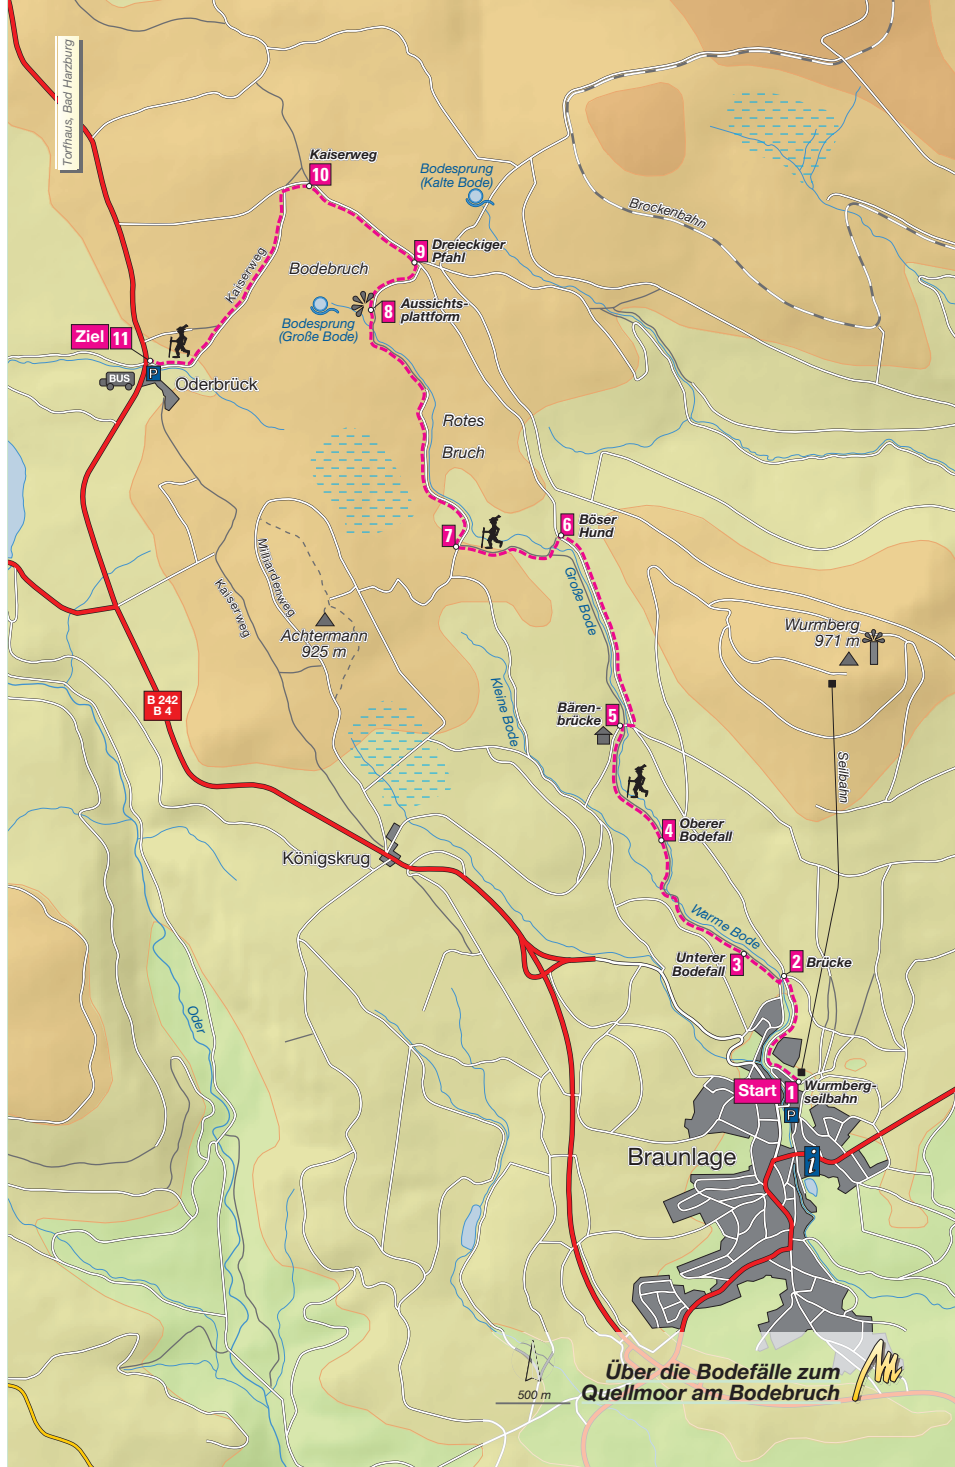 Torfhaus, Bad Harzburg
Kaiserweg
10
Bodesprung
(Kalte Bode)
Brockenbahn
9
Dreieckiger
Pfahl
Kaiserweg
Bodebruch
8
Aussichts-
plattform
Bodesprung
(Große Bode)
Ziel 11
P
BUS
Oderbrück
Rotes
Bruch
7
6
Böser
Hund
Milliardenweg
Kaiserweg
Große Bode
Achtermann
925 m
Wurmberg
971 m
Kleine Bode
B 242
B 4
Bären-
brücke
5
Seilbahn
4
Oberer
Bodefall
Königskrug
Warme Bode
Unterer
Bodefall
3
2
Brücke
Oder
Start 1
Wurmberg-
seilbahn
P
Braunlage
i
500 m
Über die Bodefälle zum
Quellmoor am Bodebruch